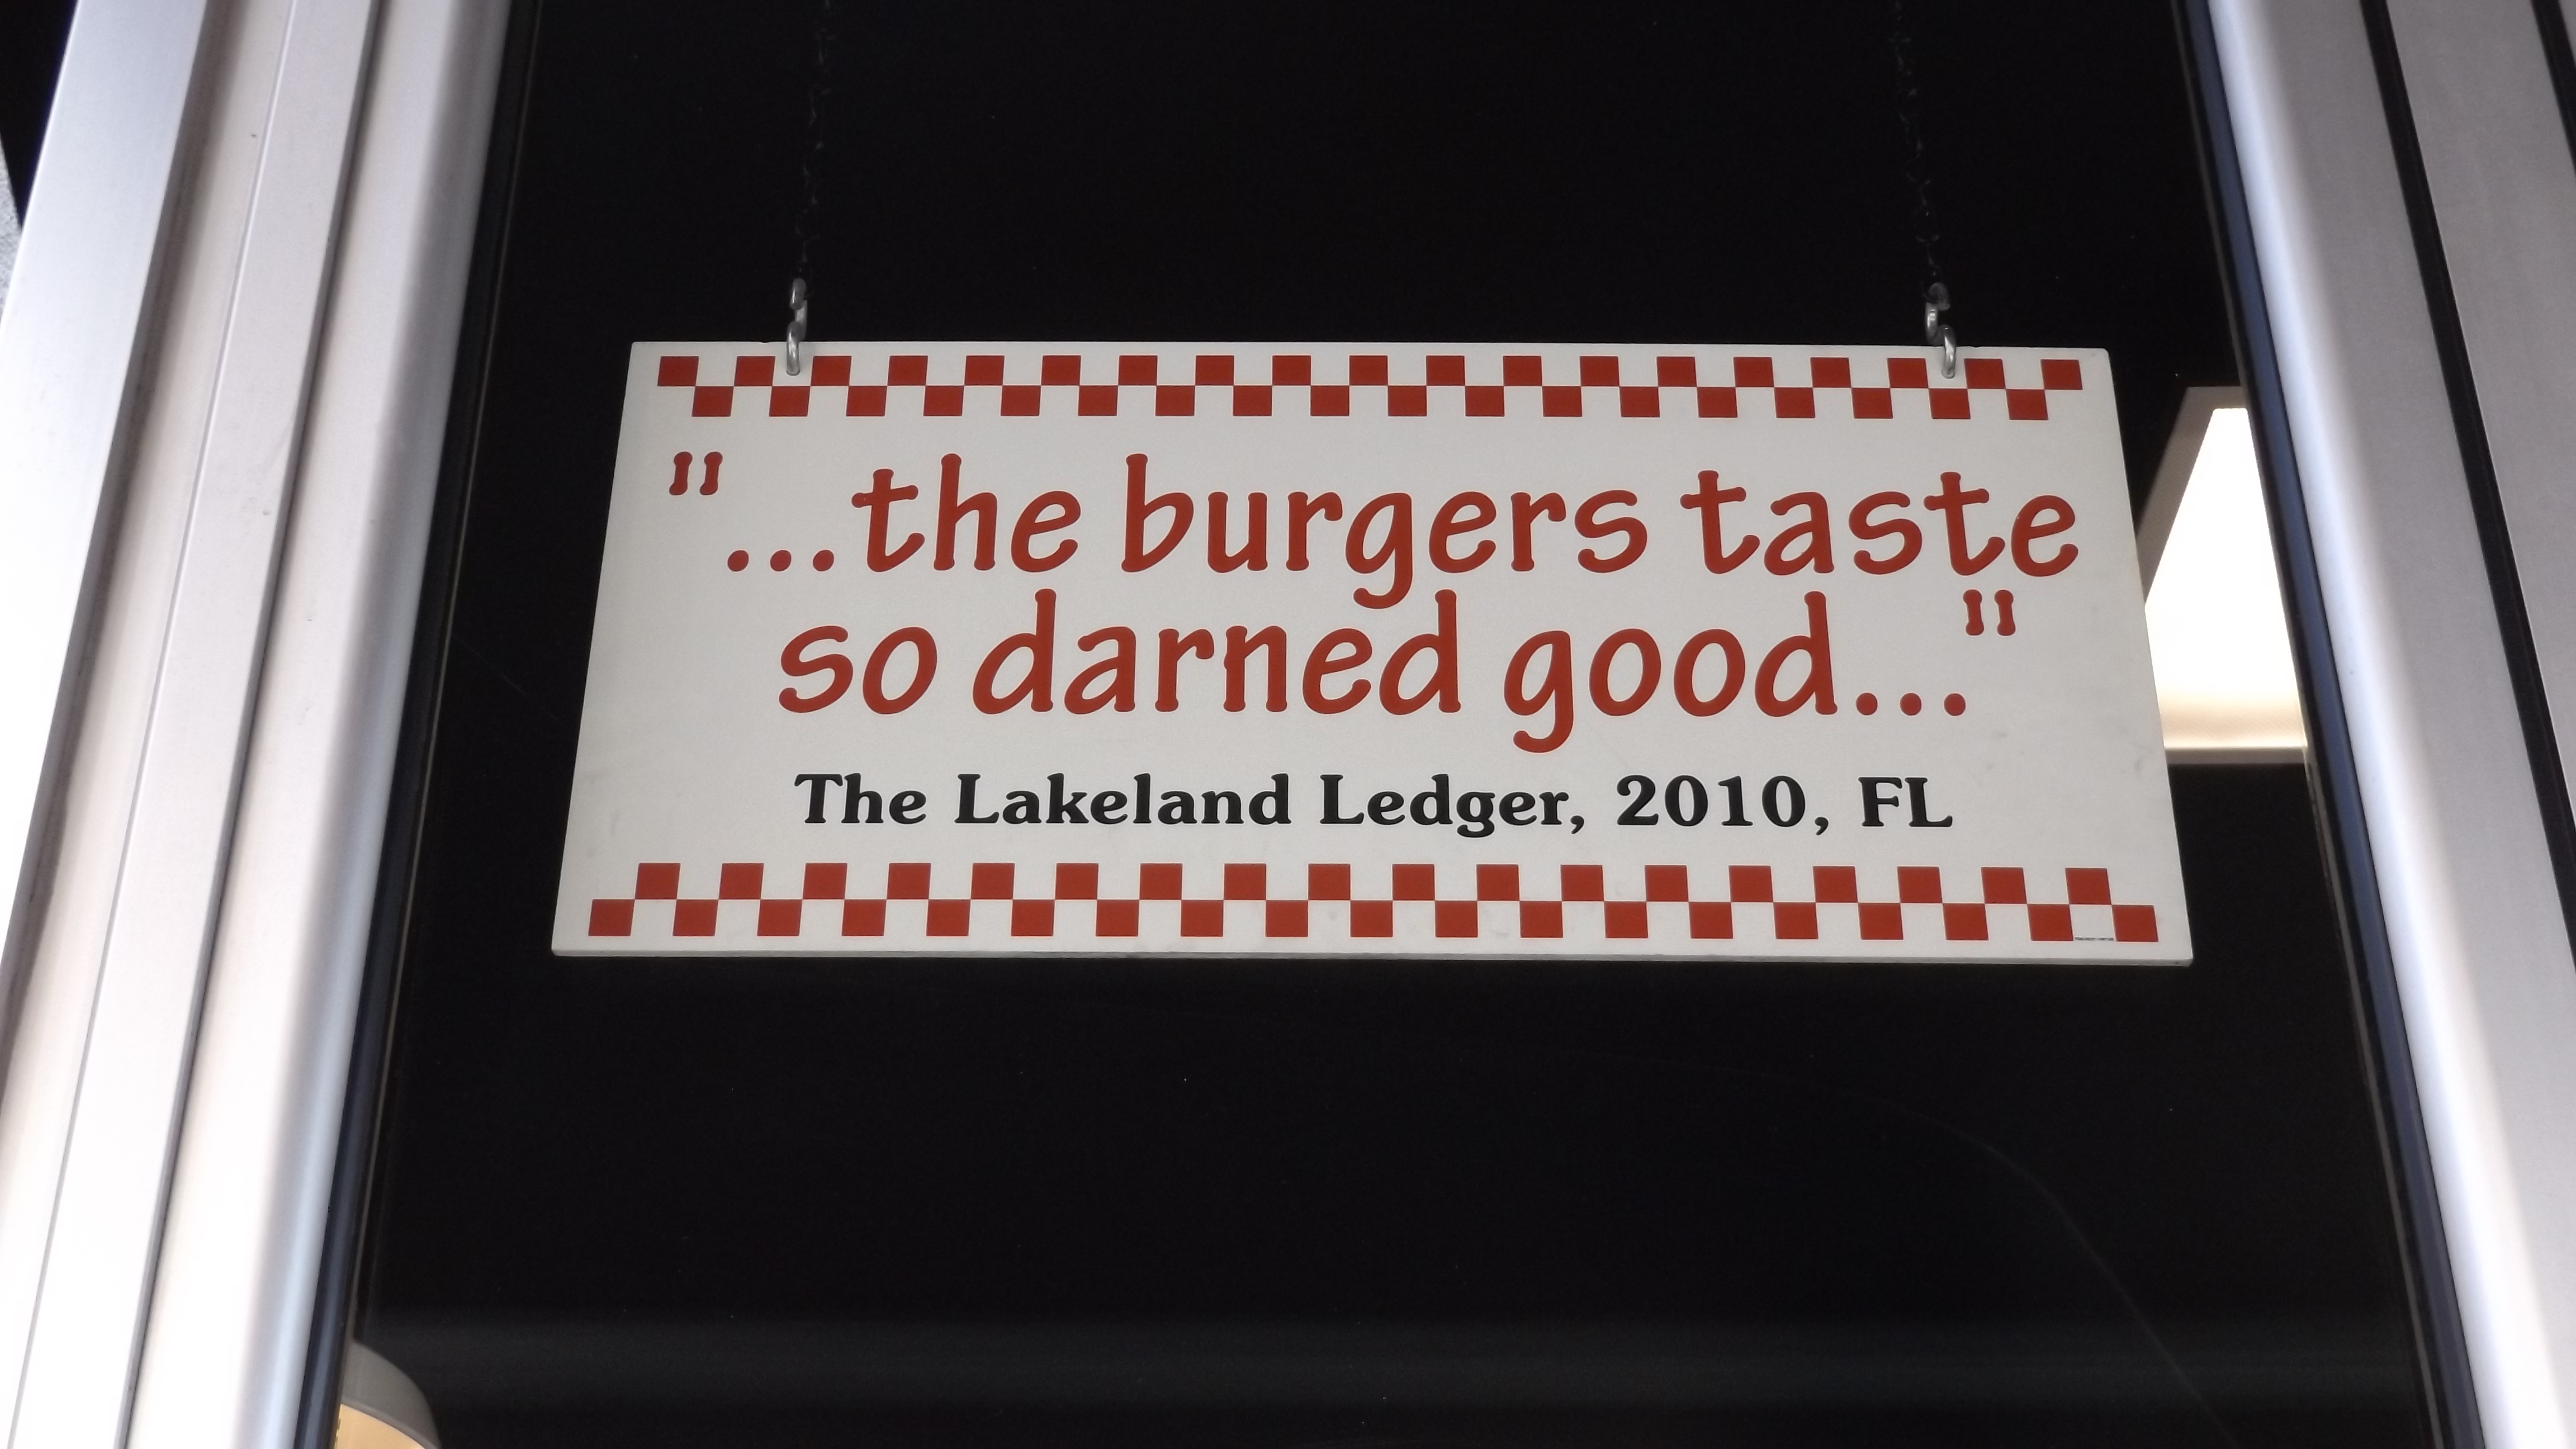 "...the burgers taste
so darned good..."
The Lakeland Ledger, 2010, FL